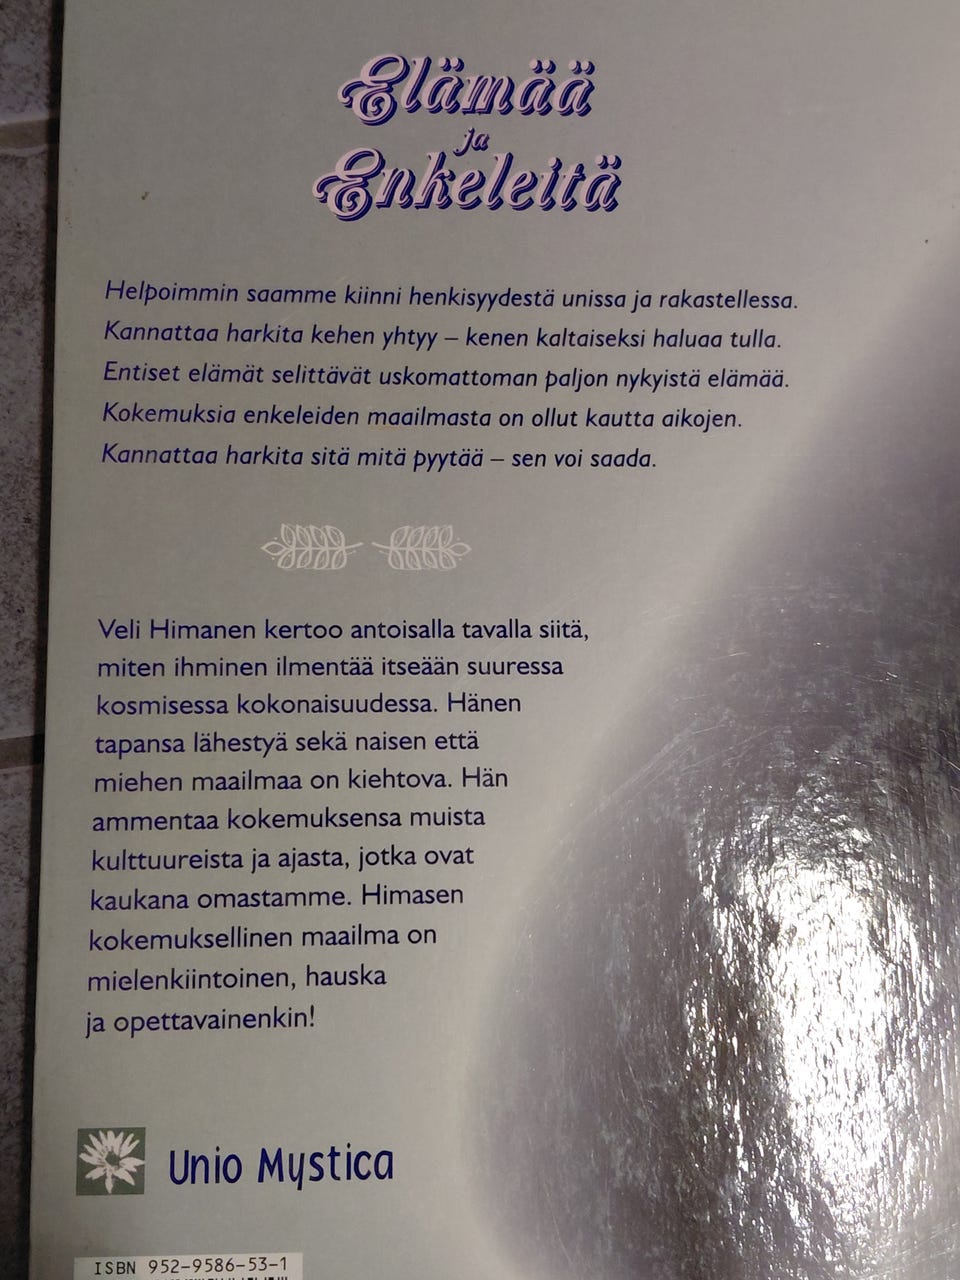 Elämää
ja
Enkeleitä
Helpoimmin saamme kiinni henkisyydestä unissa ja rakastellessa.
Kannattaa harkita kehen yhtyy – kenen kaltaiseksi haluaa tulla.
Entiset elämät selittävät uskomattoman paljon nykyistä elämää.
Kokemuksia enkeleiden maailmasta on ollut kautta aikojen.
Kannattaa harkita sitä mitä pyytää – sen voi saada.
Veli Himanen kertoo antoisalla tavalla siitä,
miten ihminen ilmentää itseään suuressa
kosmisessa kokonaisuudessa. Hänen
tapansa lähestyä sekä naisen että
miehen maailmaa on kiehtova. Hän
ammentaa kokemuksensa muista
kulttuureista ja ajasta, jotka ovat
kaukana omastamme. Himasen
kokemuksellinen maailma on
mielenkiintoinen, hauska
ja opettavainenkin!
Unio Mystica
ISBN 952-9586-53-1